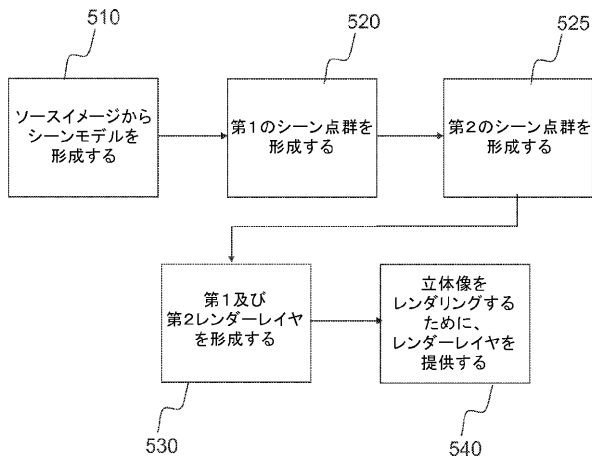 510
ソースイメージから
シーンモデルを
形成する
520
第1のシーン点群を
形成する
525
第2のシーン点群を
形成する
第1及び
第2レンダーレイヤ
を形成する
530
立体像を
レンダリングする
ために、
レンダーレイヤを
提供する
540